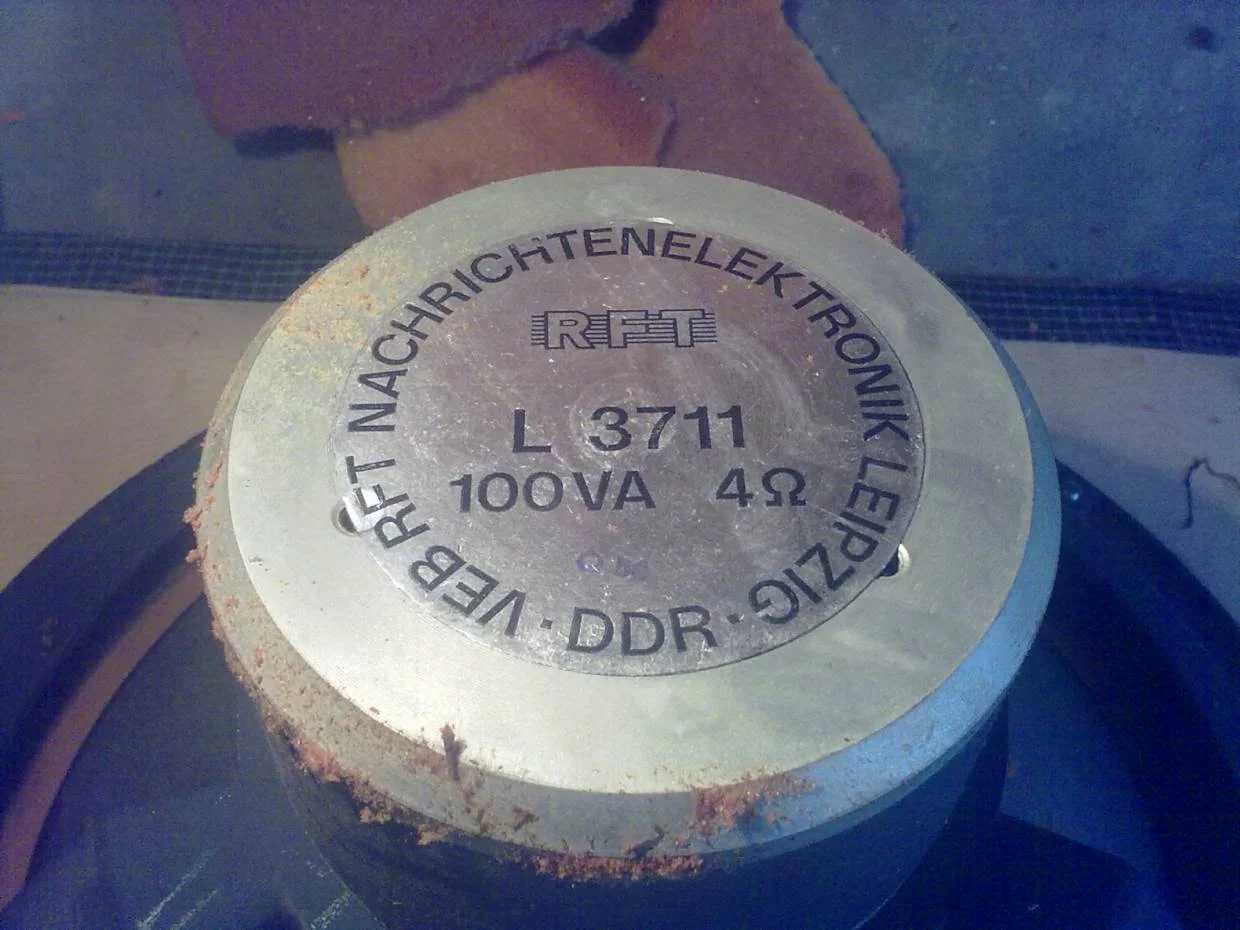 VEB RFT NACHRICHTENELEKTRONIK LEIPZIG · DDR ·
RFT
L 3711
100VA 4Ω